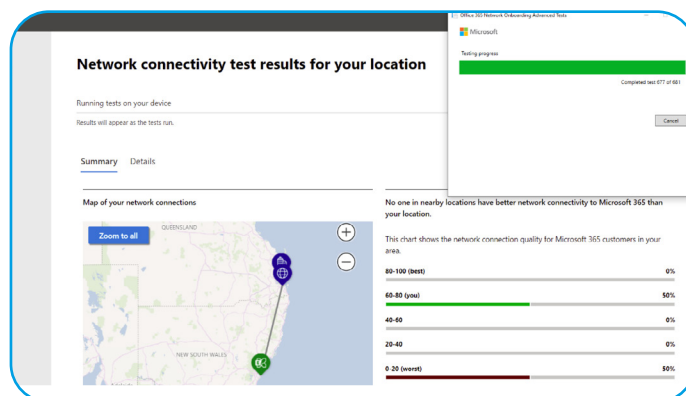 Office 365 Network Onboarding Advanced Tests
Microsoft
Testing progress
Completed test 677 of 681
Cancel
Network connectivity test results for your location
Running tests on your device
Results will appear as the tests run.
Summary Details
Map of your network connections
Zoom to all
QUEENSLAND
NEW SOUTH WALES
No one in nearby locations have better network connectivity to Microsoft 365 than
your location.
This chart shows the network connection quality for Microsoft 365 customers in your
area.
80-100 (best) 0%
60-80 (you) 50%
40-60 0%
20-40 0%
0-20 (worst) 50%